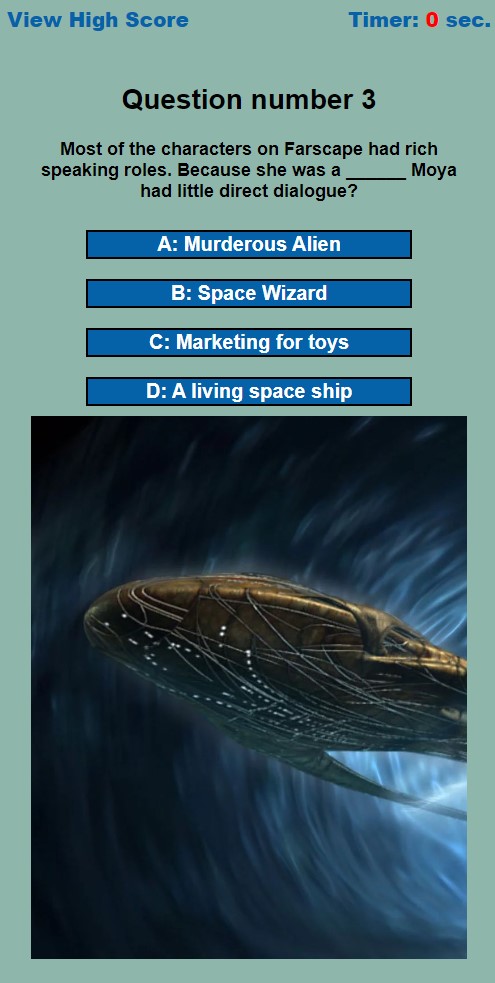 View High Score
Timer: 0 sec.
Question number 3
Most of the characters on Farscape had rich
speaking roles. Because she was a ______ Moya
had little direct dialogue?
A: Murderous Alien
B: Space Wizard
C: Marketing for toys
D: A living space ship